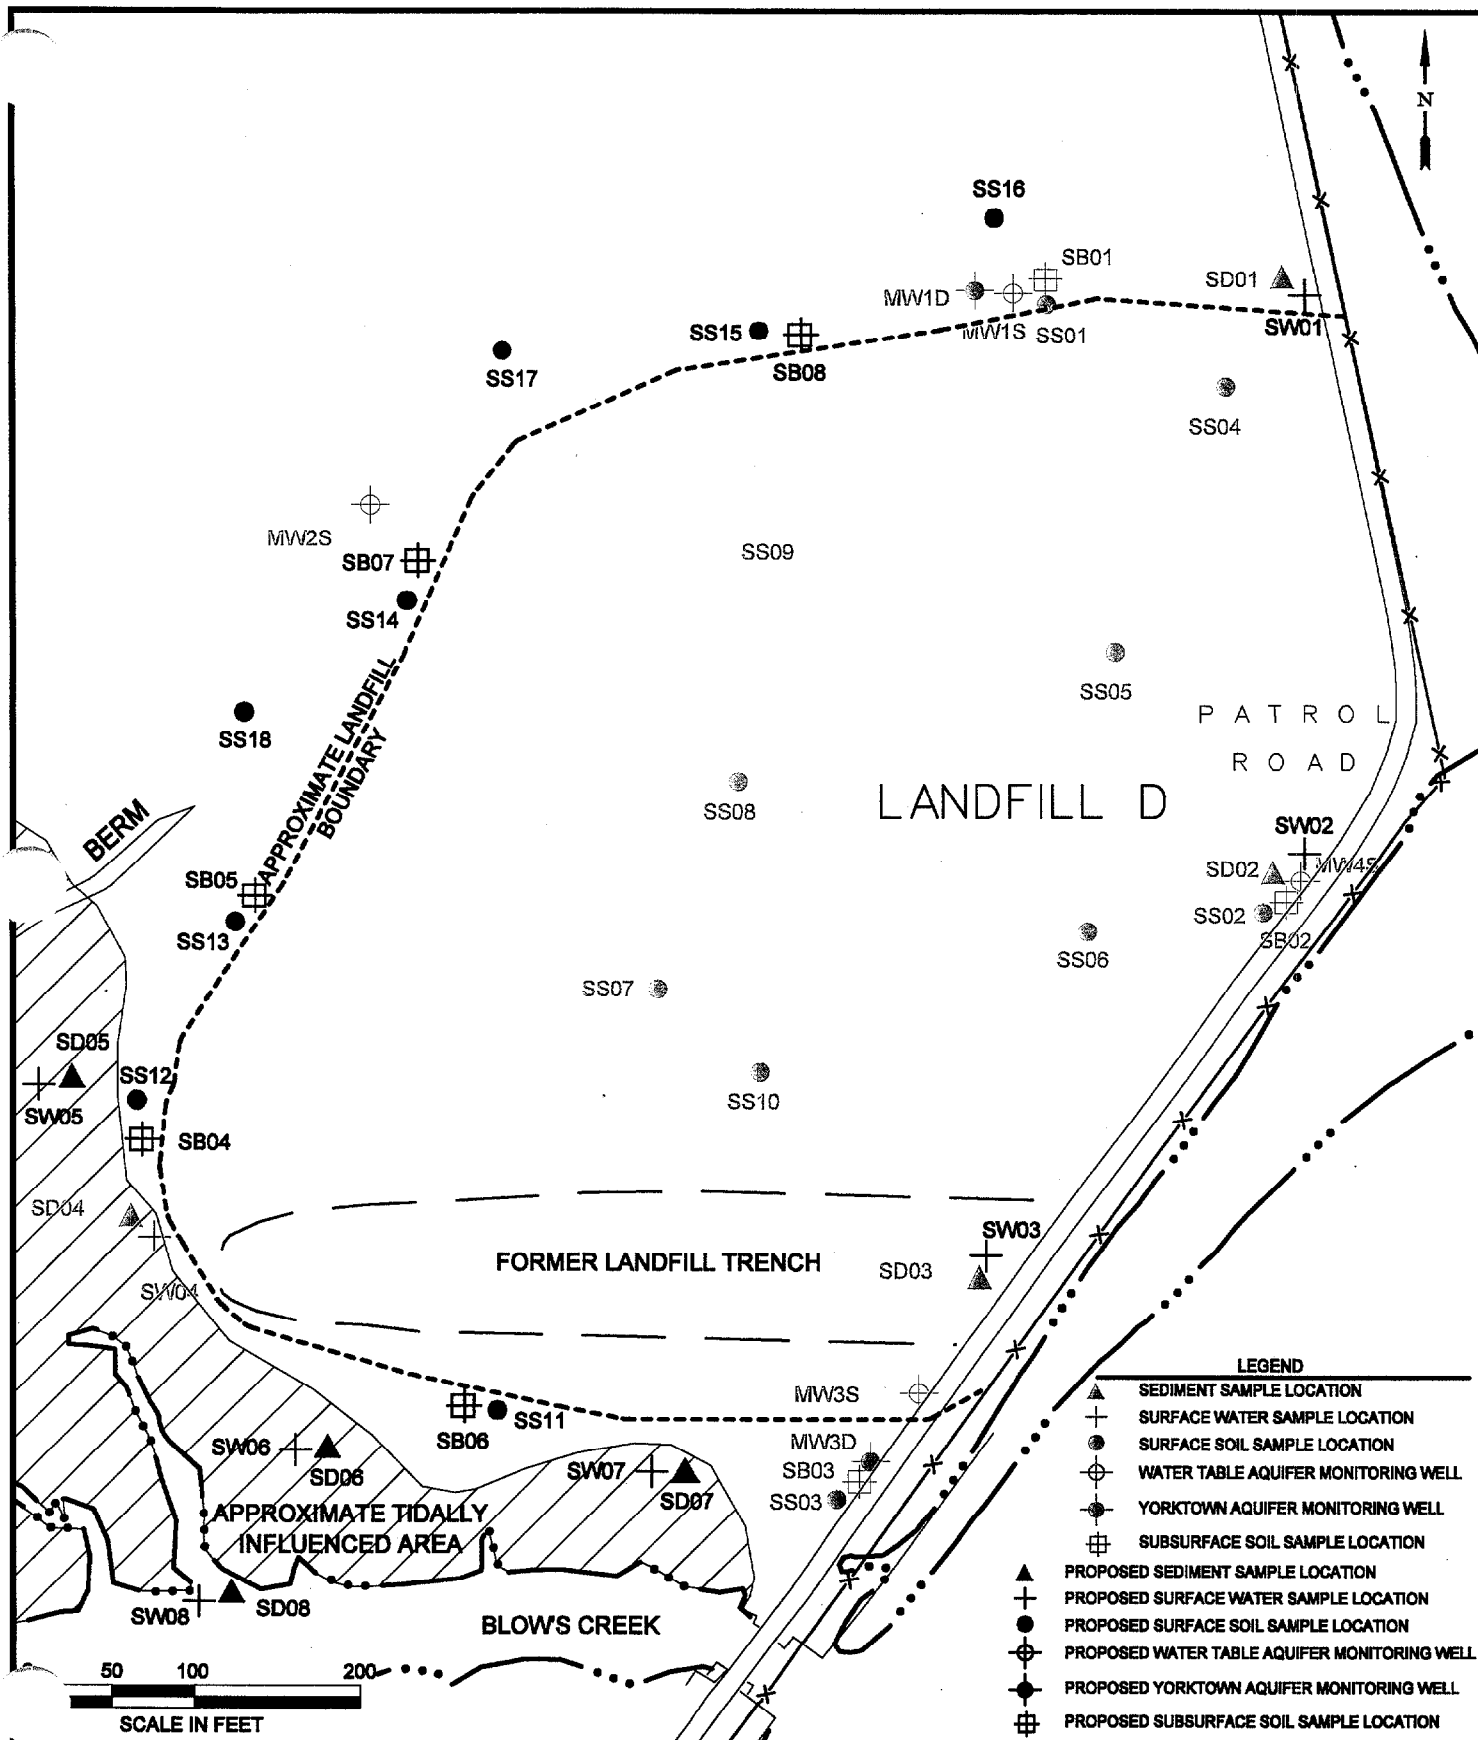 N
SS16
SB01
MW1D
SD01
MW1S
SS01
SW01
SS15
SB08
SS17
SS04
MW2S
SB07
SS09
SS14
SS05
PATROL
ROAD
SS18
APPROXIMATE LANDFILL
BOUNDARY
SS08
LANDFILL D
BERM
SW02
SD02
MW4S
SB05
SS02
SB02
SS13
SS06
SS07
SD05
SS12
SW05
SS10
SB04
SD04
SW03
FORMER LANDFILL TRENCH
SD03
SW04
MW3S
SS11
SB06
MW3D
SW06
SD06
SW07
SD07
SB03
SS03
APPROXIMATE TIDALLY
INFLUENCED AREA
SW08
SD08
BLOW'S CREEK
50 100 200
SCALE IN FEET
LEGEND
SEDIMENT SAMPLE LOCATION
SURFACE WATER SAMPLE LOCATION
SURFACE SOIL SAMPLE LOCATION
WATER TABLE AQUIFER MONITORING WELL
YORKTOWN AQUIFER MONITORING WELL
SUBSURFACE SOIL SAMPLE LOCATION
PROPOSED SEDIMENT SAMPLE LOCATION
PROPOSED SURFACE WATER SAMPLE LOCATION
PROPOSED SURFACE SOIL SAMPLE LOCATION
PROPOSED WATER TABLE AQUIFER MONITORING WELL
PROPOSED YORKTOWN AQUIFER MONITORING WELL
PROPOSED SUBSURFACE SOIL SAMPLE LOCATION